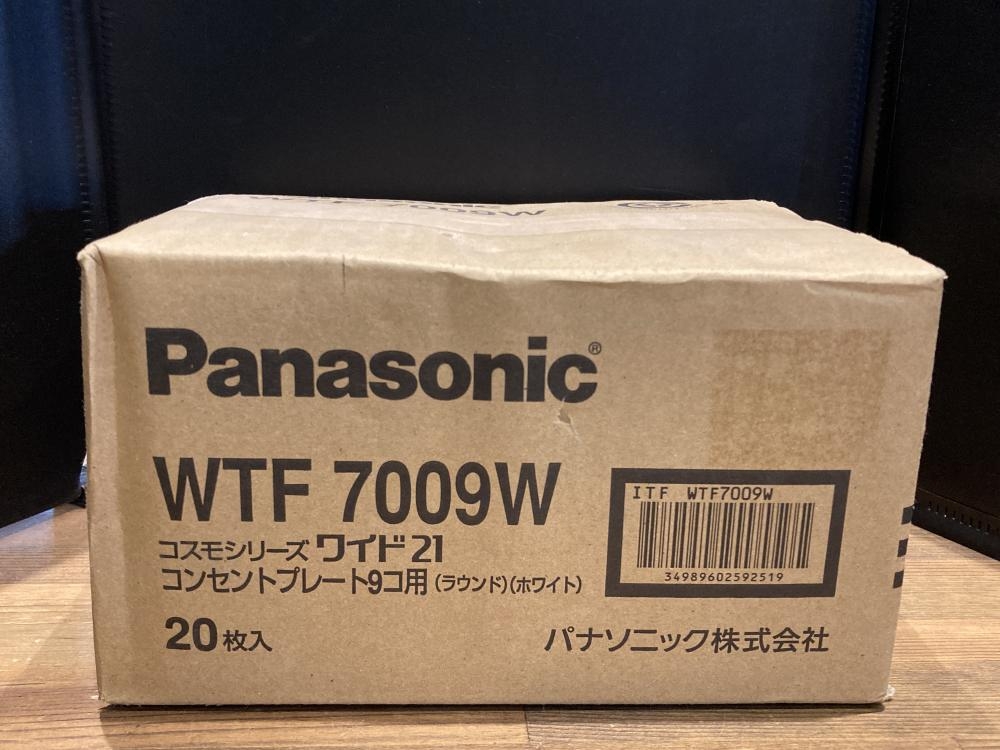 WTF 7009W
Panasonic®
WTF 7009W
コスモシリーズ ワイド21
コンセントプレート9コ用 (ラウンド)(ホワイト)
20枚入
ITF WTF7009W
34989602592519
パナソニック株式会社